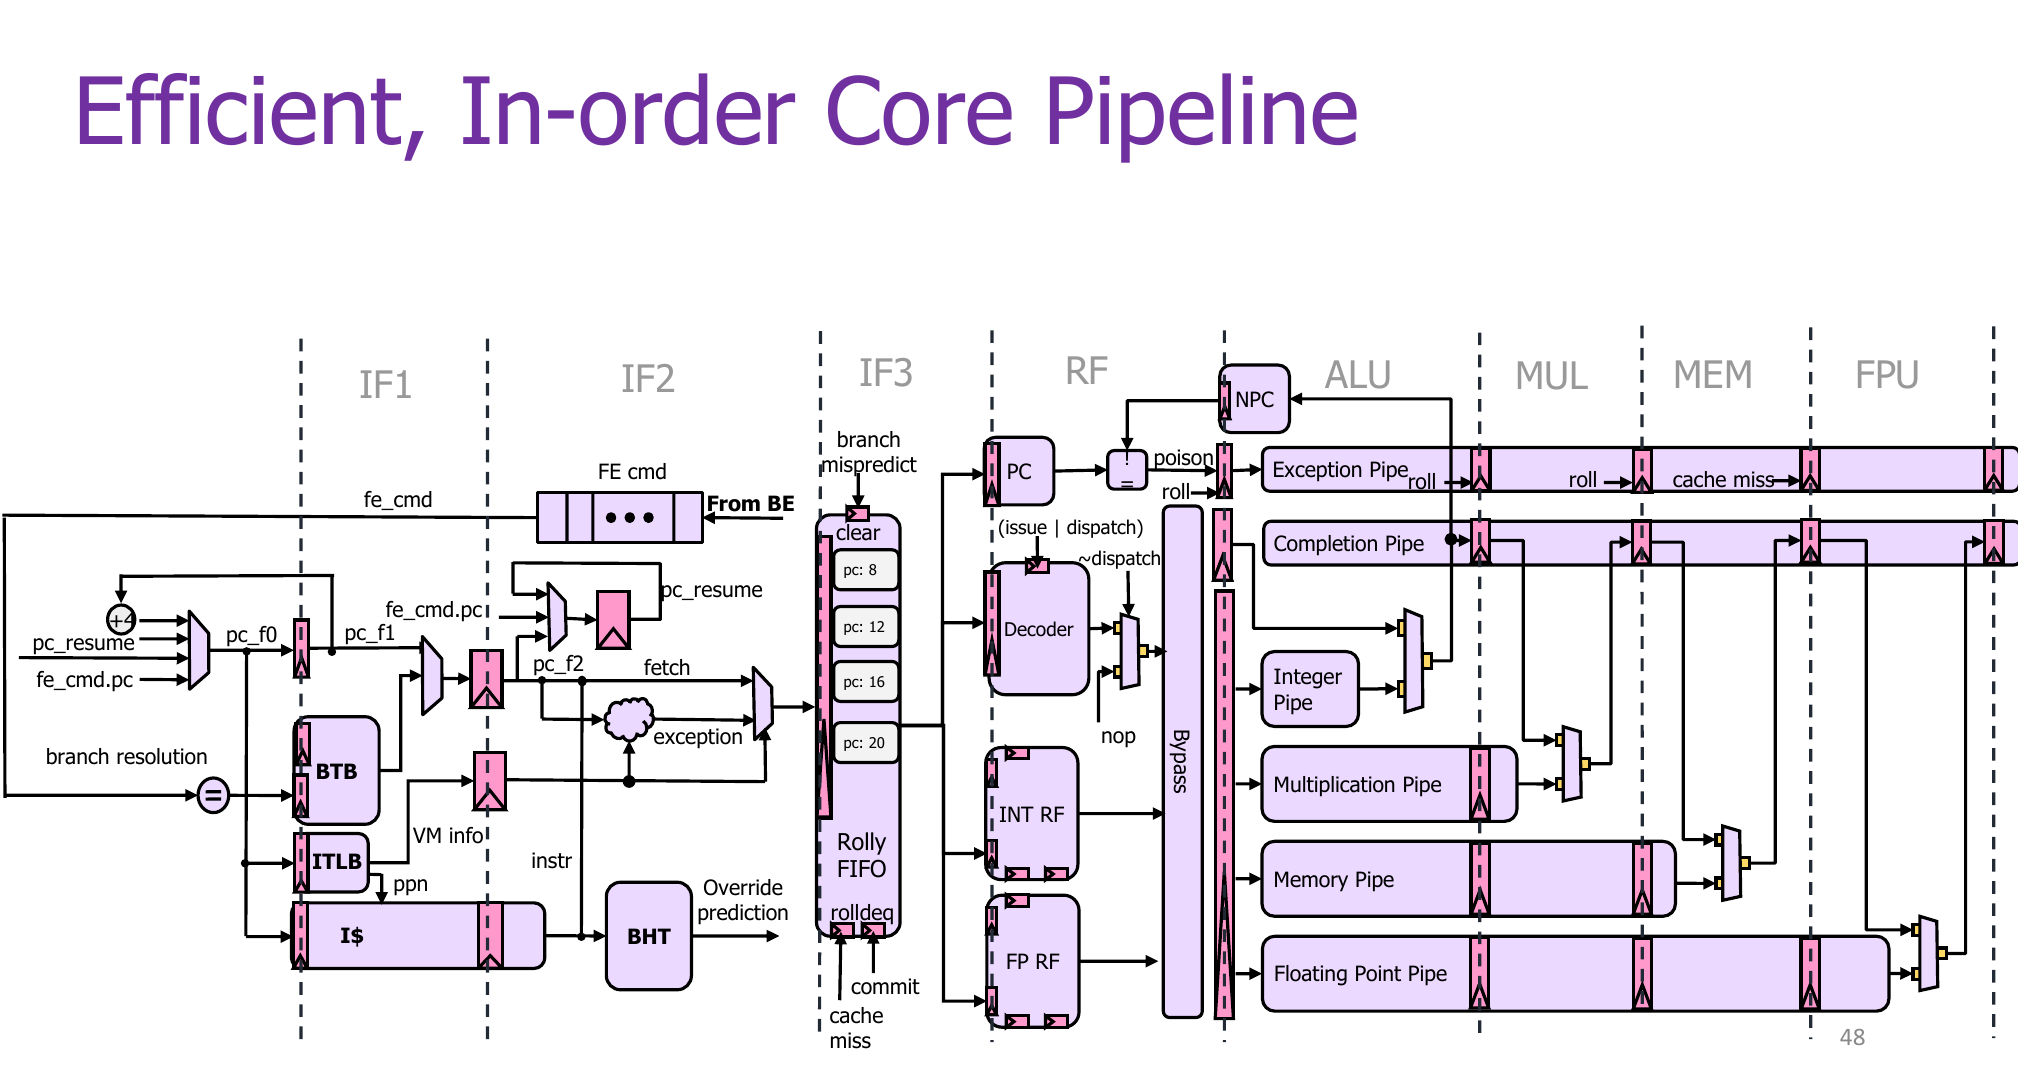 Efficient, In-order Core Pipeline
IF1
IF2
IF3
RF
ALU
MUL
MEM
FPU
FE cmd
fe_cmd
From BE
+4
pc_resume
fe_cmd.pc
pc_f0
pc_f1
fe_cmd.pc
pc_resume
pc_f2
fetch
exception
branch resolution
=
BTB
ITLB
VM info
ppn
I$
instr
BHT
Override
prediction
branch
mispredict
clear
pc: 8
pc: 12
pc: 16
pc: 20
Rolly
FIFO
rolldeq
commit
cache
miss
PC
!
=
poison
roll
NPC
(issue | dispatch)
~dispatch
Decoder
nop
INT RF
FP RF
Bypass
Exception Pipe
roll
roll
cache miss
Completion Pipe
Integer
Pipe
Multiplication Pipe
Memory Pipe
Floating Point Pipe
48